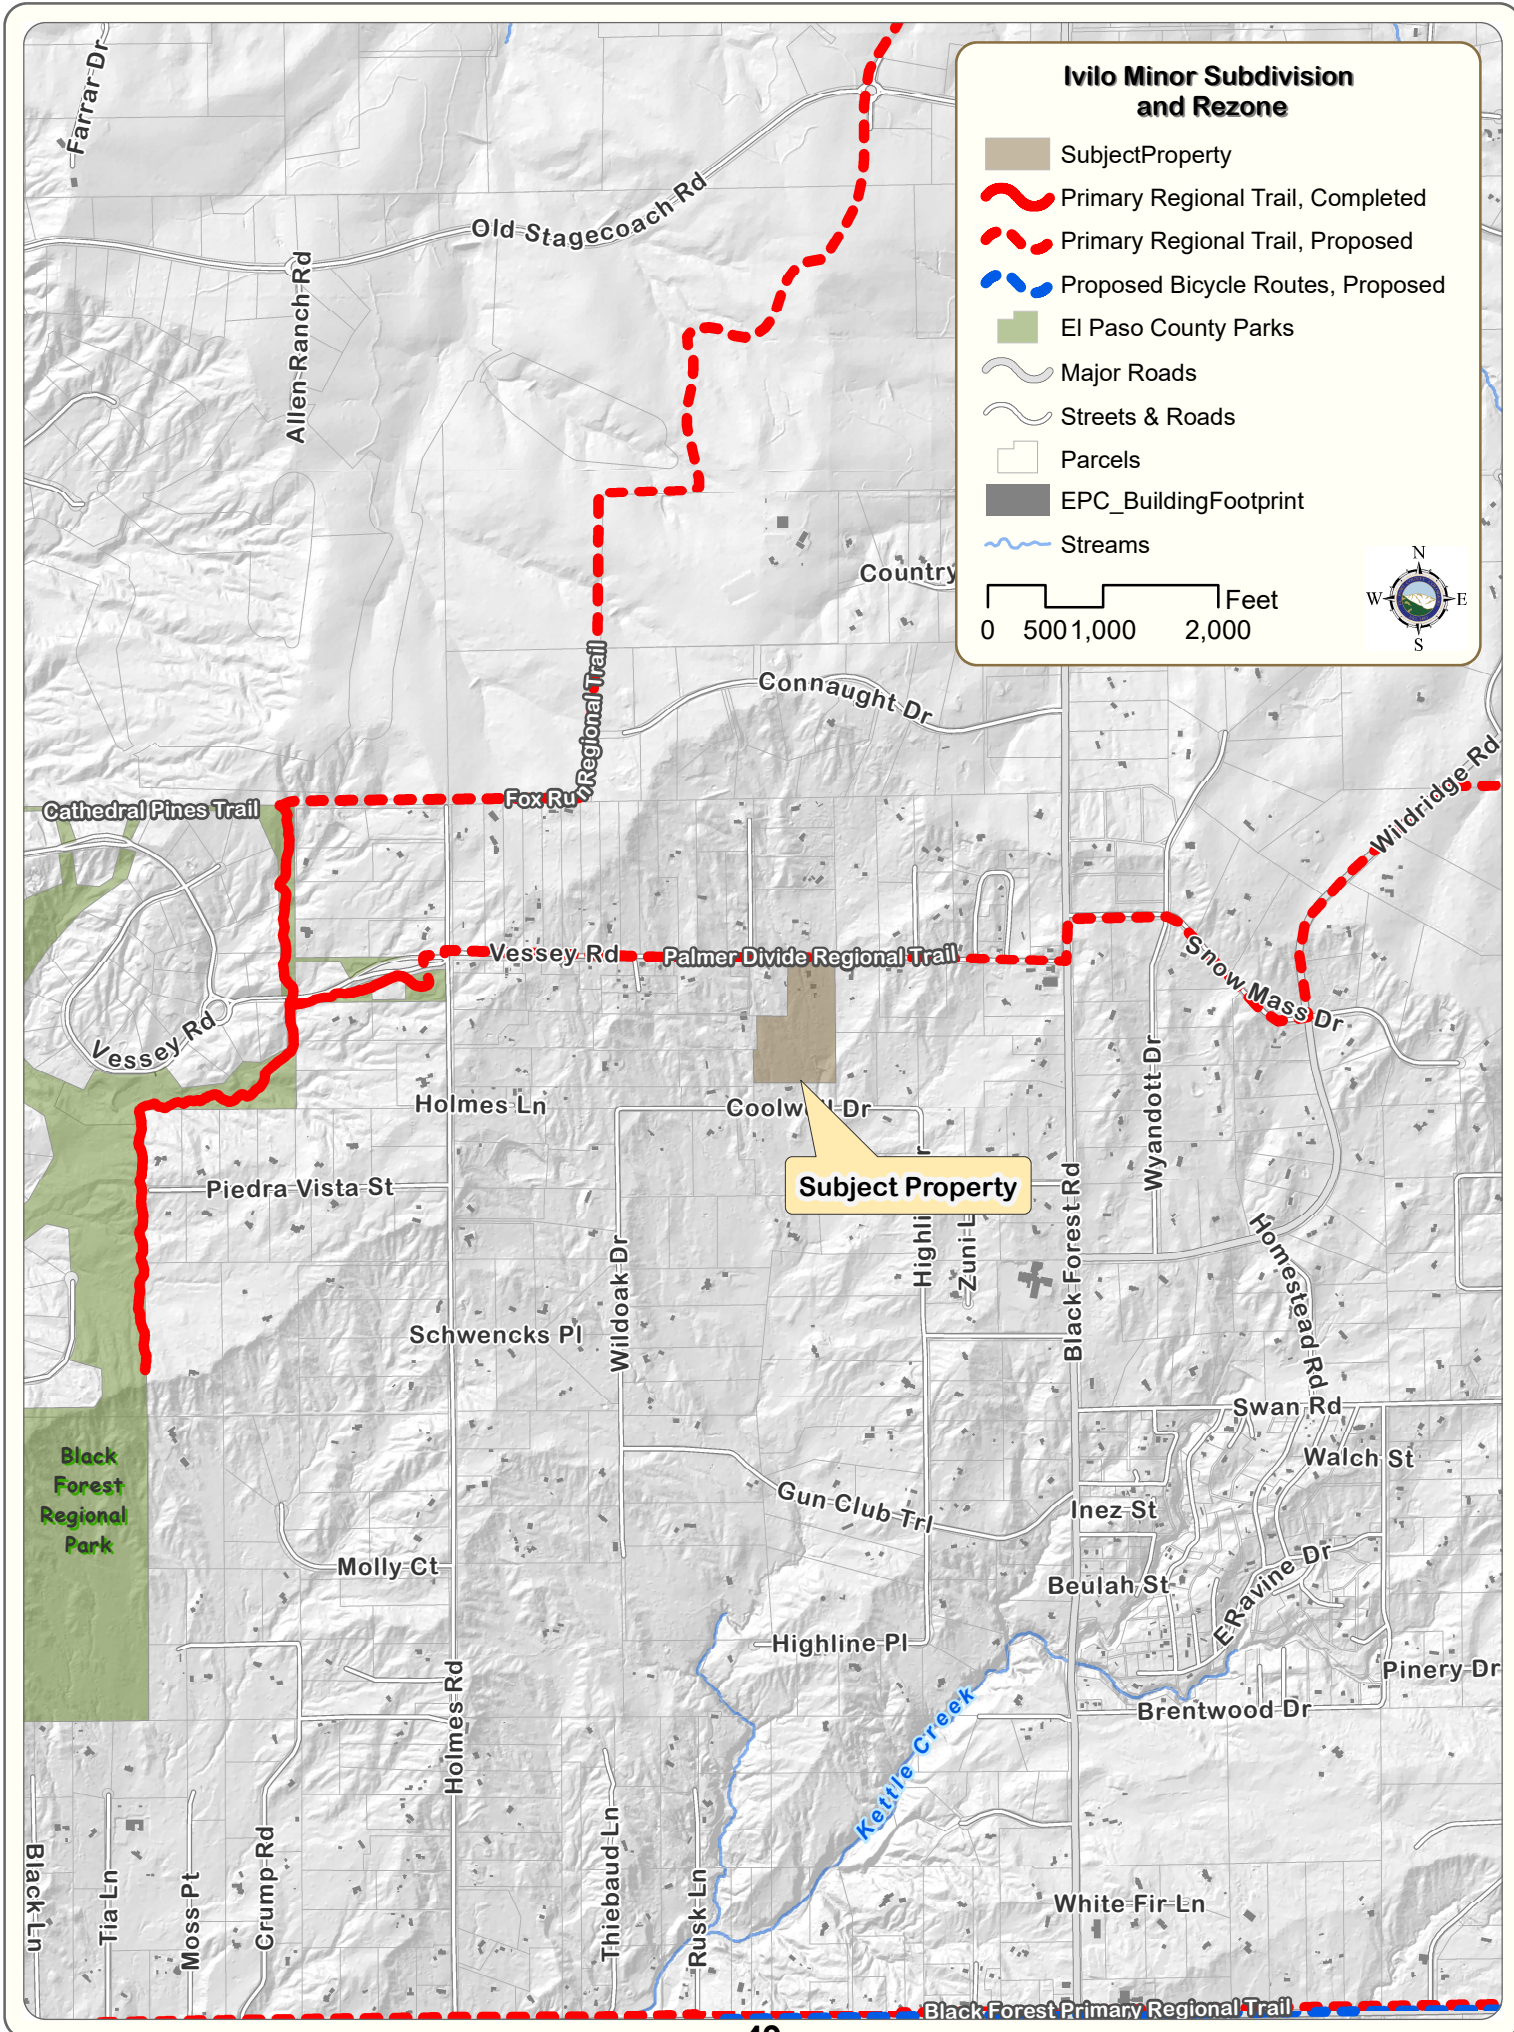 Ivilo Minor Subdivision
and Rezone
SubjectProperty
Primary Regional Trail, Completed
Primary Regional Trail, Proposed
Proposed Bicycle Routes, Proposed
El Paso County Parks
Major Roads
Streets & Roads
Parcels
EPC_BuildingFootprint
Streams
Feet
0 500 1,000 2,000
N
W E
S
Farrar Dr
Old Stagecoach Rd
Allen Ranch Rd
Country
Regional Trail
Connaught Dr
Wildridge Rd
Cathedral Pines Trail
Fox Run
Vessey Rd
Palmer Divide Regional Trail
Snow Mass Dr
Vessey Rd
Holmes Ln
Coolwell Dr
Wyandott Dr
Piedra Vista St
Subject Property
Black Forest Rd
Homestead Rd
Wildoak Dr
Schwencks Pl
Swan Rd
Walch St
Black
Forest
Regional
Park
Gun Club Trl
Inez St
Molly Ct
Beulah St
E Ravine Dr
Highline Pl
Pinery Dr
Holmes Rd
Kettle Creek
Brentwood Dr
Black Ln
Tia Ln
Moss Pt
Crump Rd
Thiebaud Ln
Rusk Ln
White Fir Ln
Black Forest Primary Regional Trail